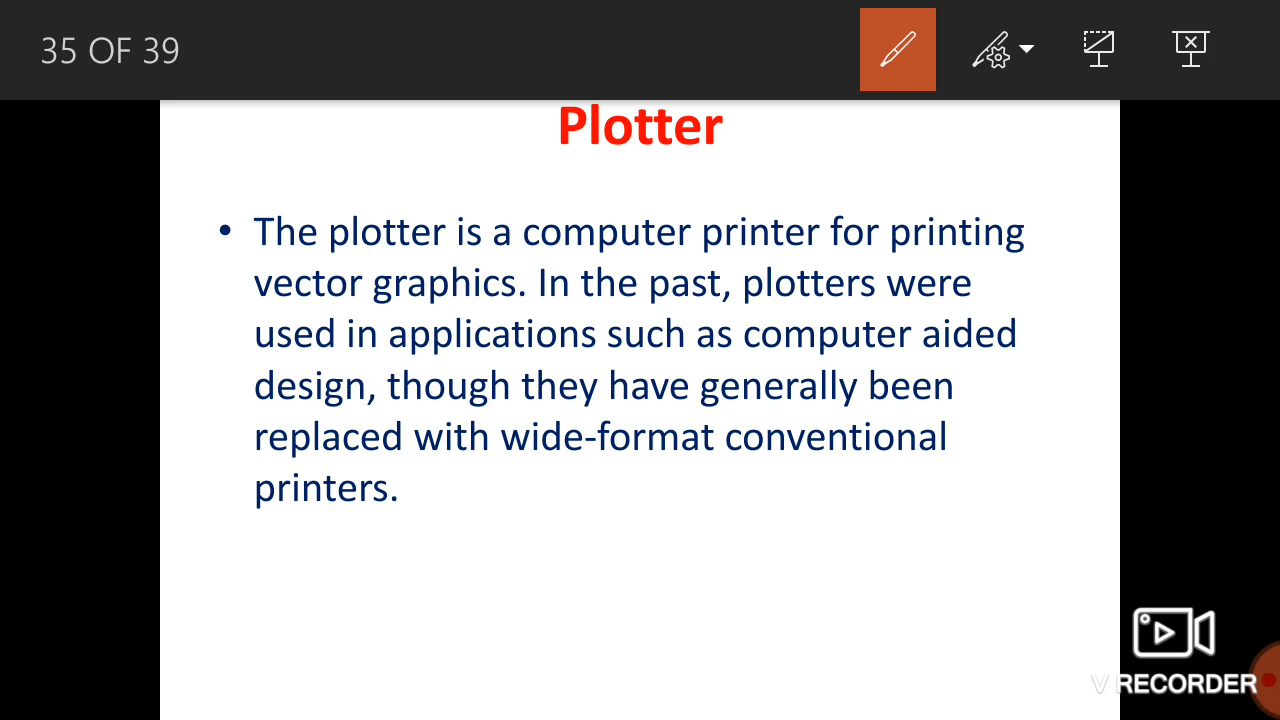 35 OF 39
Plotter
• The plotter is a computer printer for printing
vector graphics. In the past, plotters were
used in applications such as computer aided
design, though they have generally been
replaced with wide-format conventional
printers.
V RECORDER